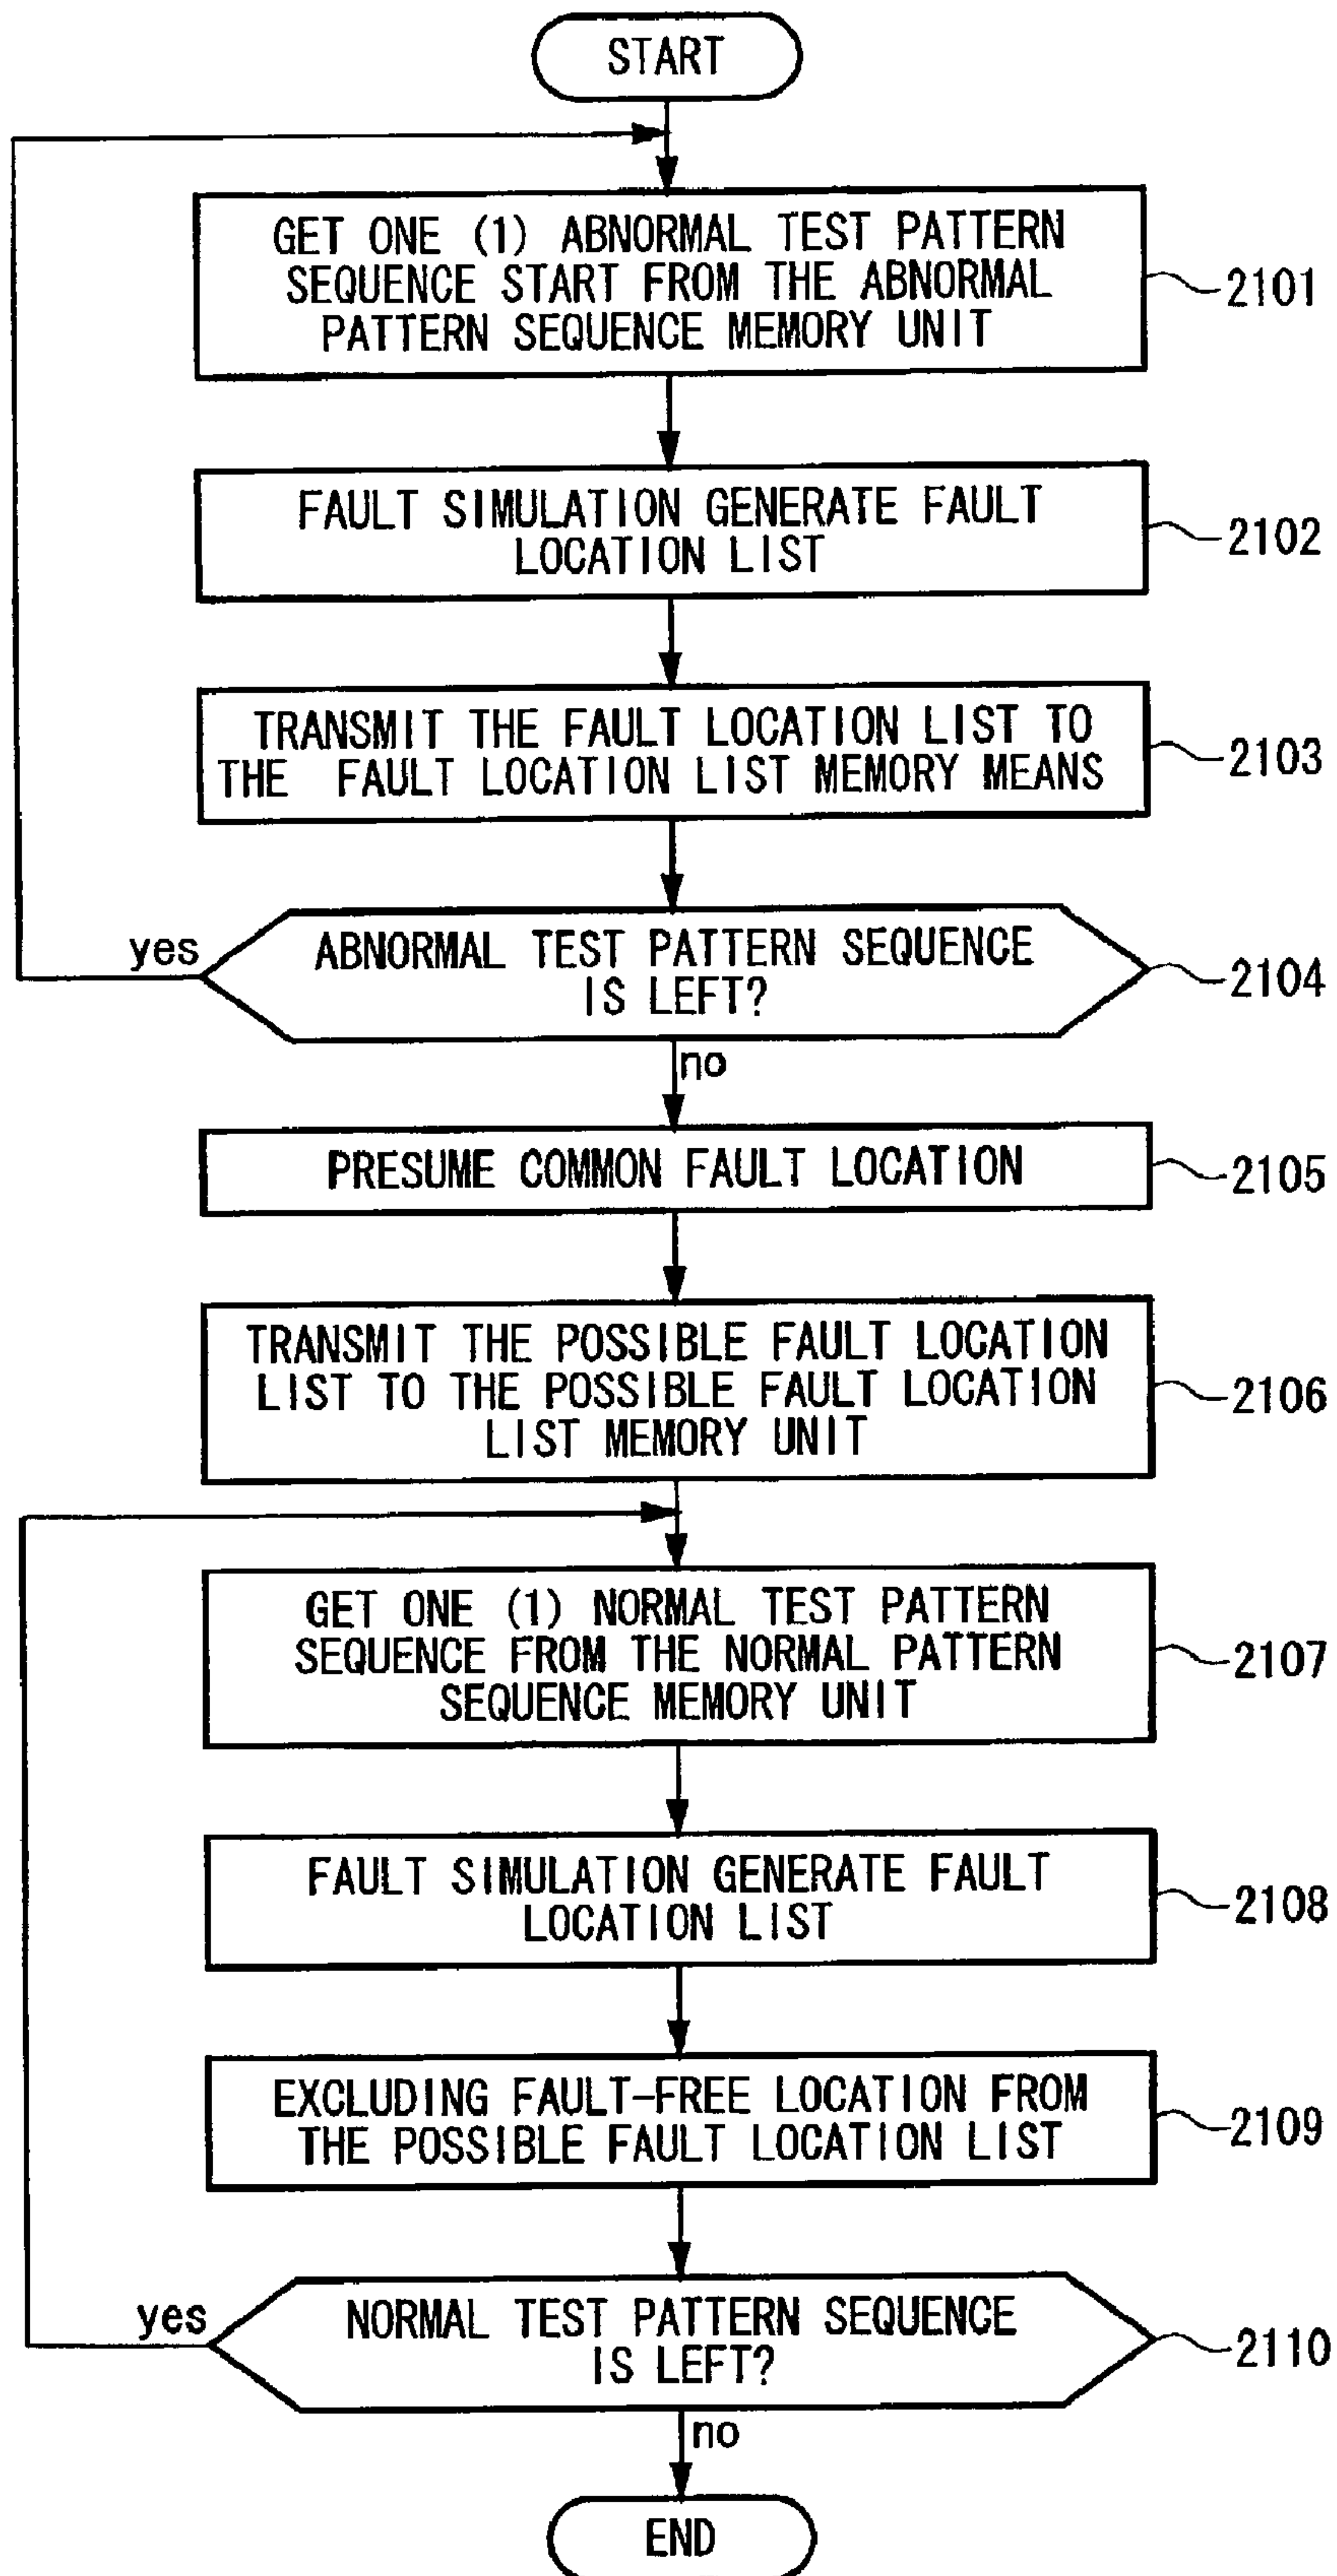 START
GET ONE (1) ABNORMAL TEST PATTERN
SEQUENCE START FROM THE ABNORMAL
PATTERN SEQUENCE MEMORY UNIT
2101
FAULT SIMULATION GENERATE FAULT
LOCATION LIST
2102
TRANSMIT THE FAULT LOCATION LIST TO
THE FAULT LOCATION LIST MEMORY MEANS
2103
yes
ABNORMAL TEST PATTERN SEQUENCE
IS LEFT?
2104
no
PRESUME COMMON FAULT LOCATION
2105
TRANSMIT THE POSSIBLE FAULT LOCATION
LIST TO THE POSSIBLE FAULT LOCATION
LIST MEMORY UNIT
2106
GET ONE (1) NORMAL TEST PATTERN
SEQUENCE FROM THE NORMAL PATTERN
SEQUENCE MEMORY UNIT
2107
FAULT SIMULATION GENERATE FAULT
LOCATION LIST
2108
EXCLUDING FAULT-FREE LOCATION FROM
THE POSSIBLE FAULT LOCATION LIST
2109
yes
NORMAL TEST PATTERN SEQUENCE
IS LEFT?
2110
no
END